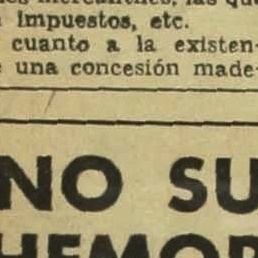 impuestos, etc.
cuanto a la existen-
una concesión made-
NO SU